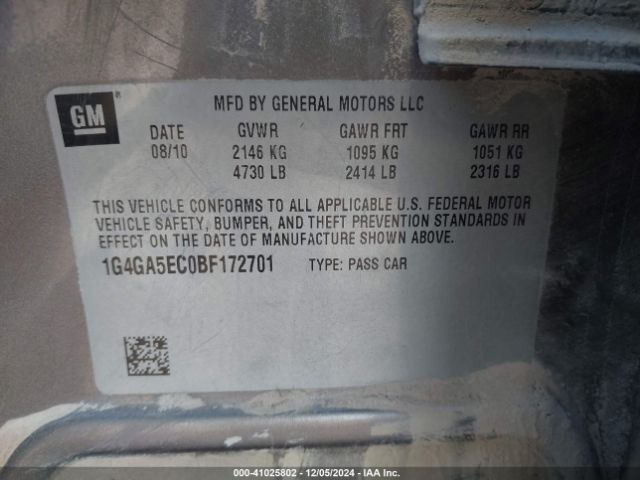 GM
MFD BY GENERAL MOTORS LLC
DATE GVWR GAWR FRT GAWR RR
08/10 2146 KG 1095 KG 1051 KG
4730 LB 2414 LB 2316 LB
THIS VEHICLE CONFORMS TO ALL APPLICABLE U.S. FEDERAL MOTOR
VEHICLE SAFETY, BUMPER, AND THEFT PREVENTION STANDARDS IN
EFFECT ON THE DATE OF MANUFACTURE SHOWN ABOVE.
1G4GA5EC0BF172701 TYPE: PASS CAR
000-41025802 - 12/05/2024 - IAA Inc.